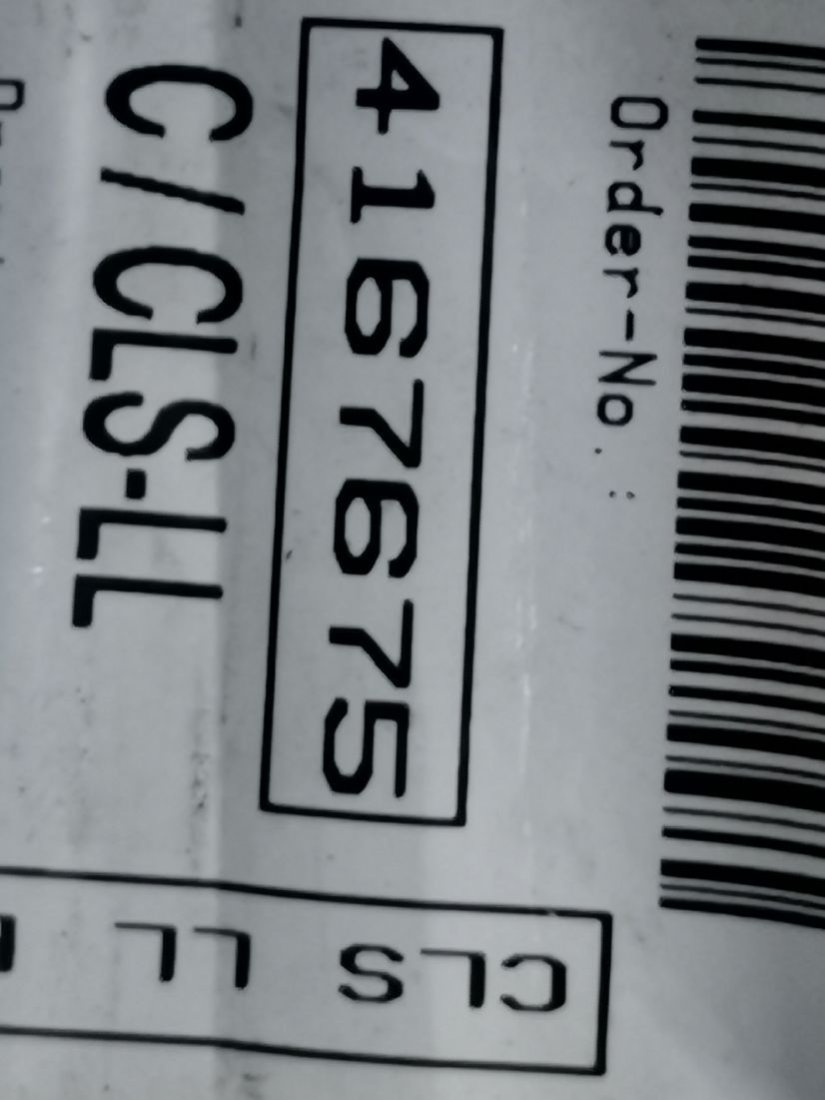 Order-No.:
4167675
C/CLS-LL
CLS LL